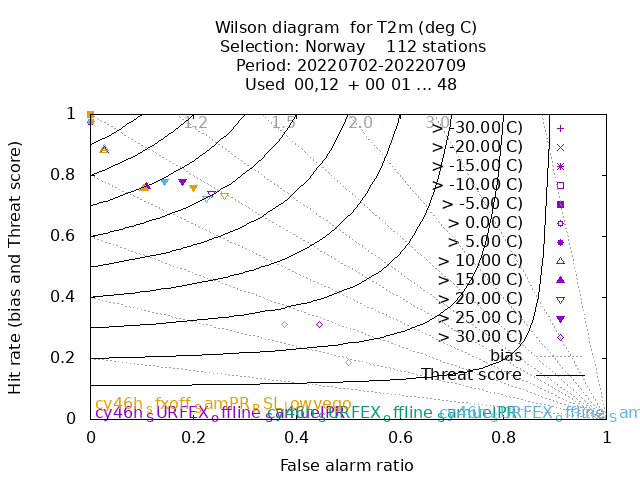 Wilson diagram for T2m (deg C)
Selection: Norway 112 stations
Period: 20220702-20220709
Used 00,12 + 00 01 ... 48
Hit rate (bias and Threat score)
1
0.8
0.6
0.4
0.2
0
1.2 1.5 2.0 3.0
> -30.00 C)
> -20.00 C)
> -15.00 C)
> -10.00 C)
> -5.00 C)
> 0.00 C)
> 5.00 C)
> 10.00 C)
> 15.00 C)
> 20.00 C)
> 25.00 C)
> 30.00 C)
bias
Threat score
0 0.2 0.4 0.6 0.8 1
False alarm ratio